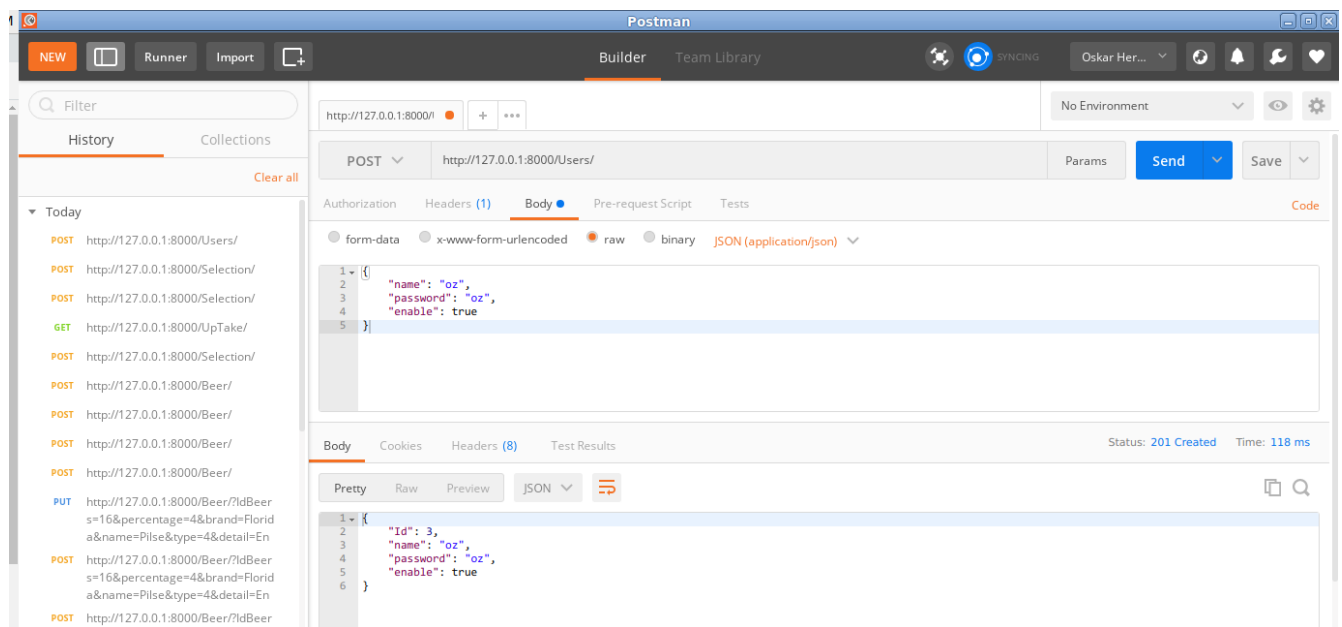 Postman
NEW Runner Import Builder Team Library SYNCING Oskar Her...
Filter
History Collections
Clear all
Today
POST http://127.0.0.1:8000/Users/
POST http://127.0.0.1:8000/Selection/
POST http://127.0.0.1:8000/Selection/
GET http://127.0.0.1:8000/UpTake/
POST http://127.0.0.1:8000/Selection/
POST http://127.0.0.1:8000/Beer/
POST http://127.0.0.1:8000/Beer/
POST http://127.0.0.1:8000/Beer/
POST http://127.0.0.1:8000/Beer/
PUT http://127.0.0.1:8000/Beer/?IdBeer
s=16&percentage=4&brand=Florid
a&name=Pilse&type=4&detail=En
POST http://127.0.0.1:8000/Beer/?IdBeer
s=16&percentage=4&brand=Florid
a&name=Pilse&type=4&detail=En
POST http://127.0.0.1:8000/Beer/?IdBeer
http://127.0.0.1:8000/ + ••• No Environment
POST http://127.0.0.1:8000/Users/ Params Send Save
Authorization Headers (1) Body Pre-request Script Tests Code
form-data x-www-form-urlencoded raw binary JSON (application/json)
1 {
2 "name": "oz",
3 "password": "oz",
4 "enable": true
5 }
Body Cookies Headers (8) Test Results Status: 201 Created Time: 118 ms
Pretty Raw Preview JSON
1 {
2 "Id": 3,
3 "name": "oz",
4 "password": "oz",
5 "enable": true
6 }